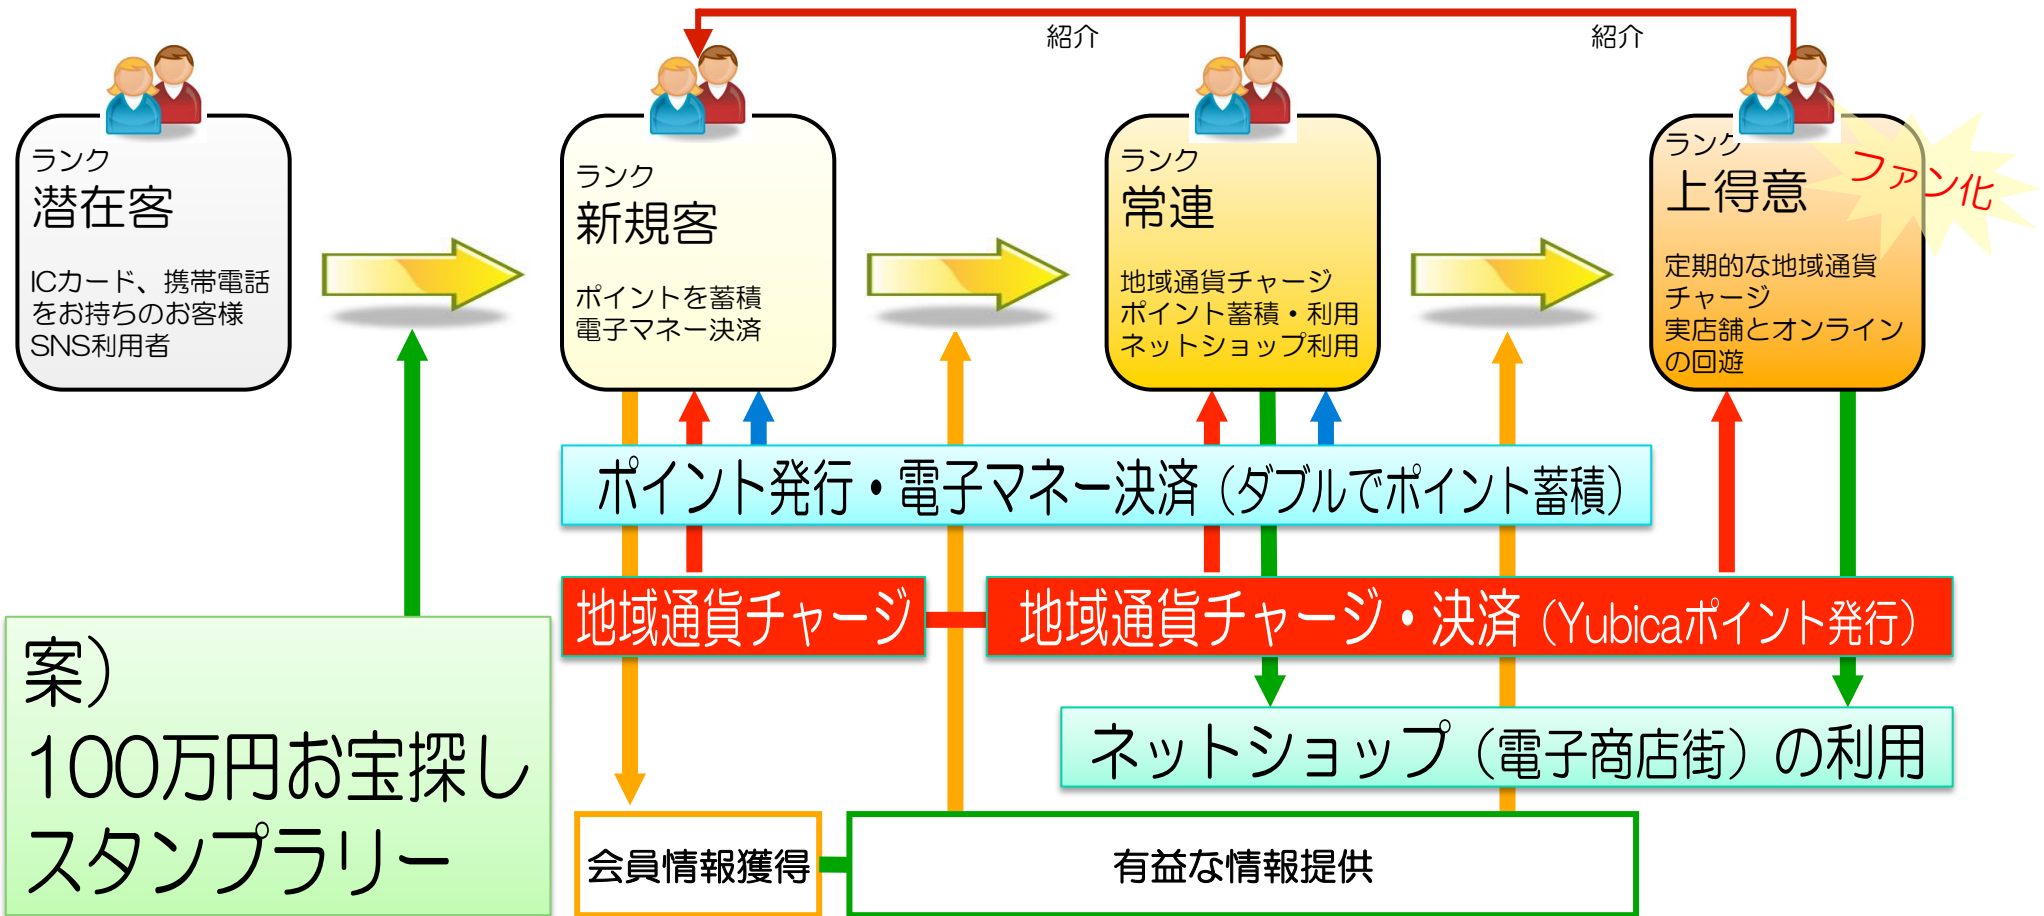 紹介
紹介
ランク
潜在客
ICカード、携帯電話
をお持ちのお客様
SNS利用者
ランク
新規客
ポイントを蓄積
電子マネー決済
ランク
常連
地域通貨チャージ
ポイント蓄積・利用
ネットショップ利用
ランク
上得意
ファン化
定期的な地域通貨
チャージ
実店舗とオンライン
の回遊
ポイント発行・電子マネー決済（ダブルでポイント蓄積）
地域通貨チャージ
地域通貨チャージ・決済（Yubicaポイント発行）
案）
100万円お宝探し
スタンプラリー
ネットショップ（電子商店街）の利用
会員情報獲得
有益な情報提供